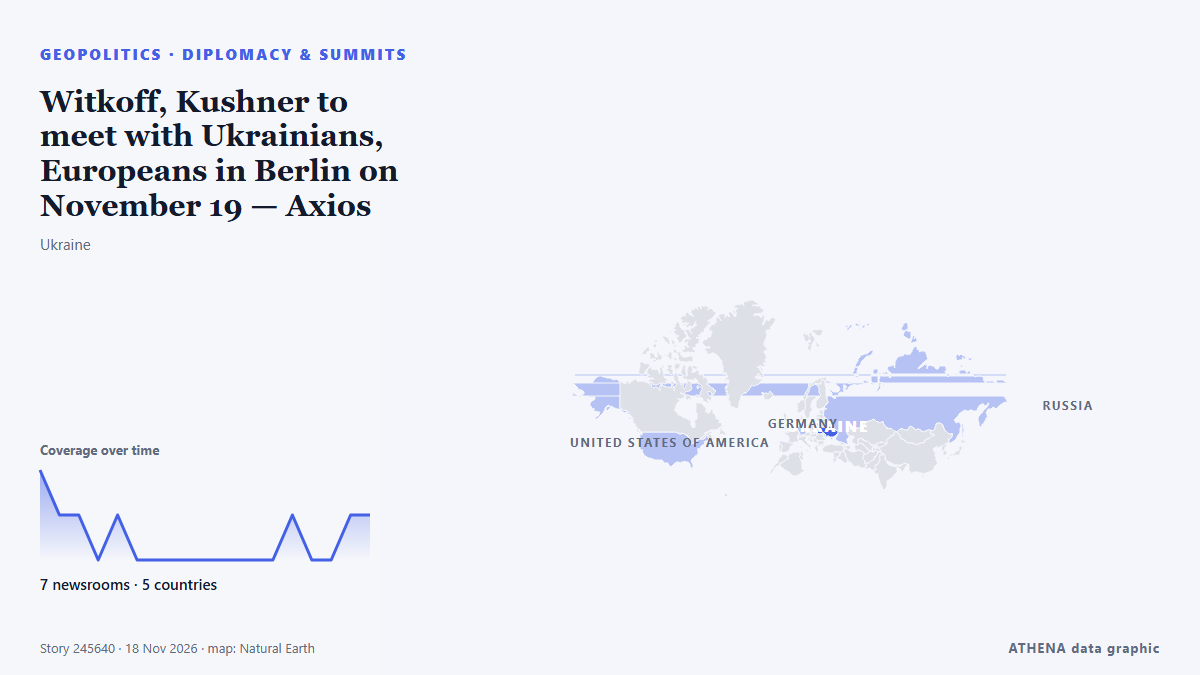 GEOPOLITICS · DIPLOMACY & SUMMITS
Witkoff, Kushner to
meet with Ukrainians,
Europeans in Berlin on
November 19 — Axios
Ukraine
RUSSIA
GERMANY
UNITED STATES OF AMERICA
Coverage over time
7 newsrooms · 5 countries
Story 245640 · 18 Nov 2026 · map: Natural Earth
ATHENA data graphic